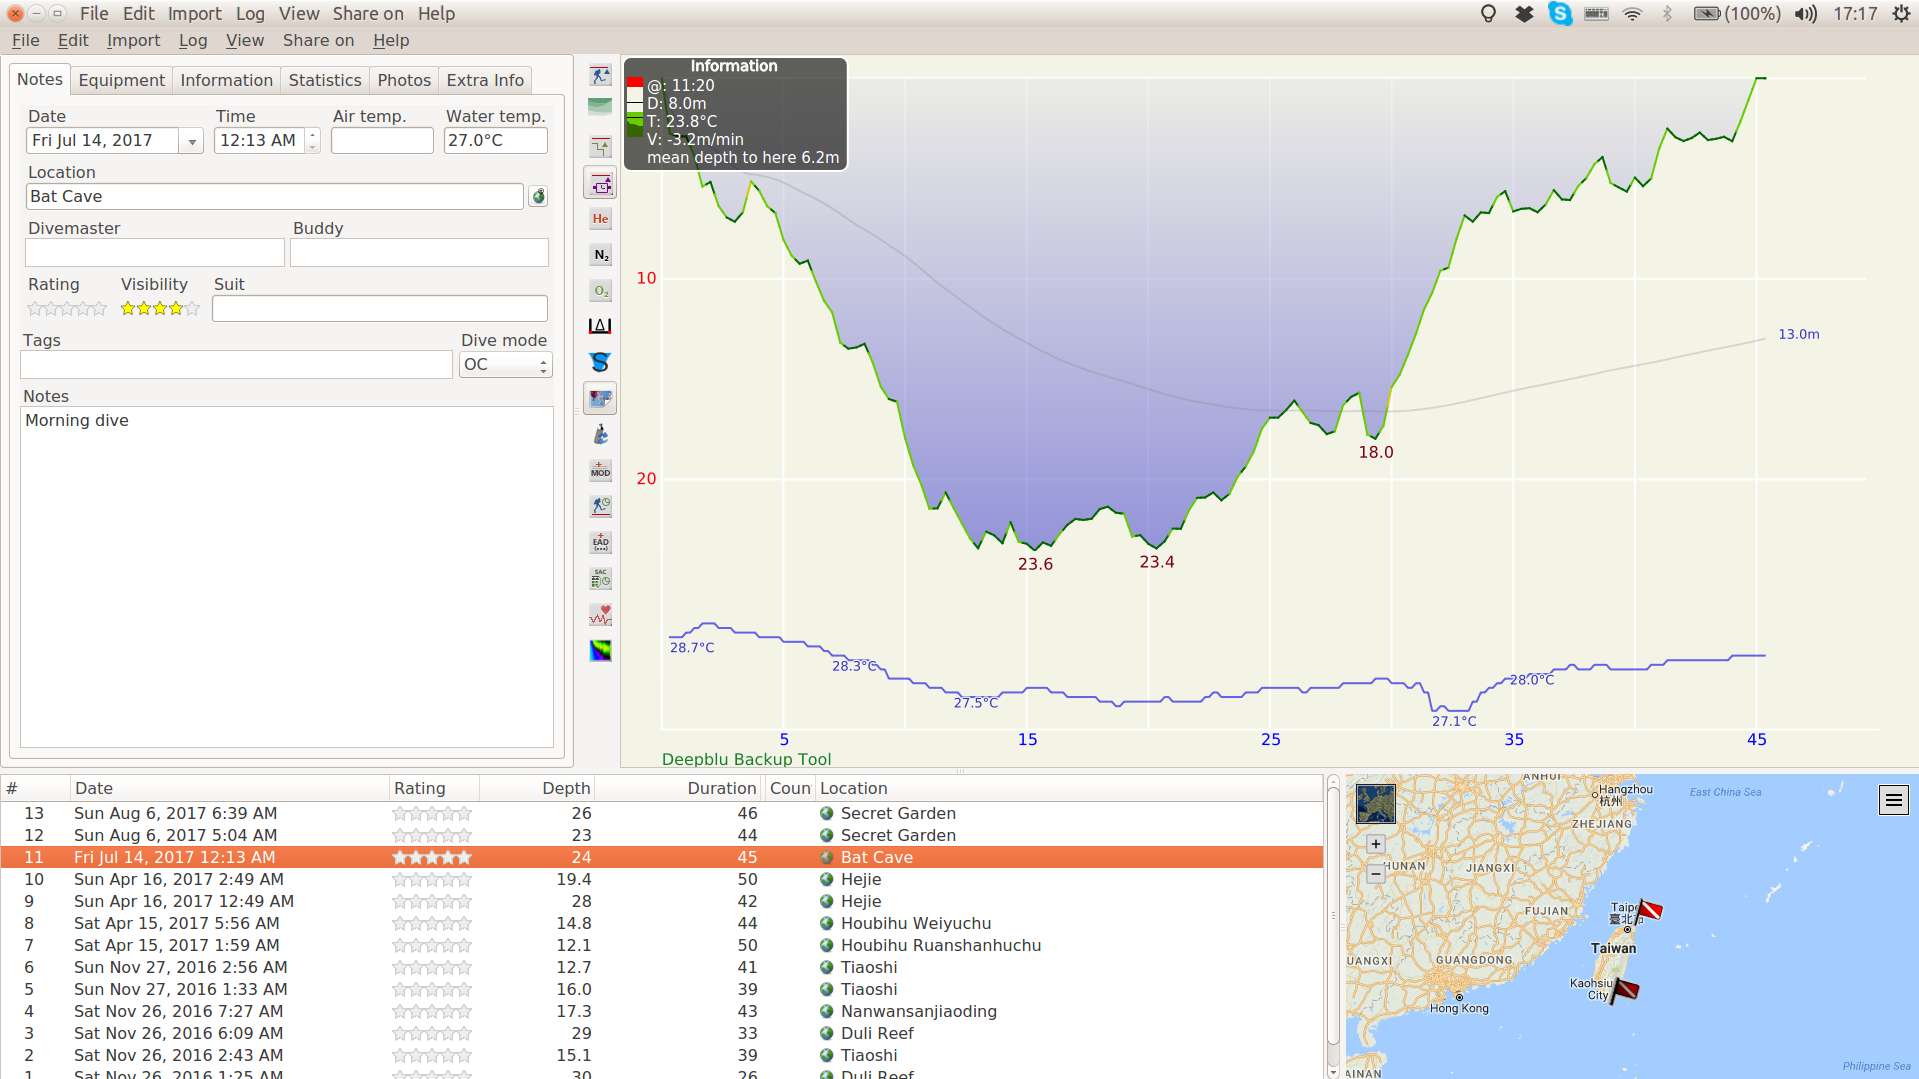 File Edit Import Log View Share on Help (100%) 17:17
File Edit Import Log View Share on Help
Notes Equipment Information Statistics Photos Extra Info
Date Time Air temp. Water temp.
Fri Jul 14, 2017 12:13 AM 27.0°C
Location
Bat Cave
Divemaster Buddy
Rating Visibility Suit
Tags Dive mode
OC
Notes
Morning dive
He
N₂
O₂
MOD
EAD
SAC
Information
@: 11:20
D: 8.0m
T: 23.8°C
V: -3.2m/min
mean depth to here 6.2m
10
13.0m
18.0
20
23.6 23.4
28.7°C
28.3°C
27.5°C
28.0°C
27.1°C
5 15 25 35 45
Deepblu Backup Tool
# Date Rating Depth Duration Coun Location
13 Sun Aug 6, 2017 6:39 AM 26 46 Secret Garden
12 Sun Aug 6, 2017 5:04 AM 23 44 Secret Garden
11 Fri Jul 14, 2017 12:13 AM 24 45 Bat Cave
10 Sun Apr 16, 2017 2:49 AM 19.4 50 Hejie
9 Sun Apr 16, 2017 12:49 AM 28 42 Hejie
8 Sat Apr 15, 2017 5:56 AM 14.8 44 Houbihu Weiyuchu
7 Sat Apr 15, 2017 1:59 AM 12.1 50 Houbihu Ruanshanhuchu
6 Sun Nov 27, 2016 2:56 AM 12.7 41 Tiaoshi
5 Sun Nov 27, 2016 1:33 AM 16.0 39 Tiaoshi
4 Sat Nov 26, 2016 7:27 AM 17.3 43 Nanwansanjiaoding
3 Sat Nov 26, 2016 6:09 AM 29 33 Duli Reef
2 Sat Nov 26, 2016 2:43 AM 15.1 39 Tiaoshi
1 Sat Nov 26, 2016 1:25 AM 30 26 Duli Reef
ANHUI
Hangzhou
杭州
East China Sea
ZHEJIANG
+
HUNAN JIANGXI
−
FUJIAN
Taipe
臺北市
Taiwan
UANGXI GUANGDONG
Kaohsiu
City
Hong Kong
Philippine Sea
AINAN